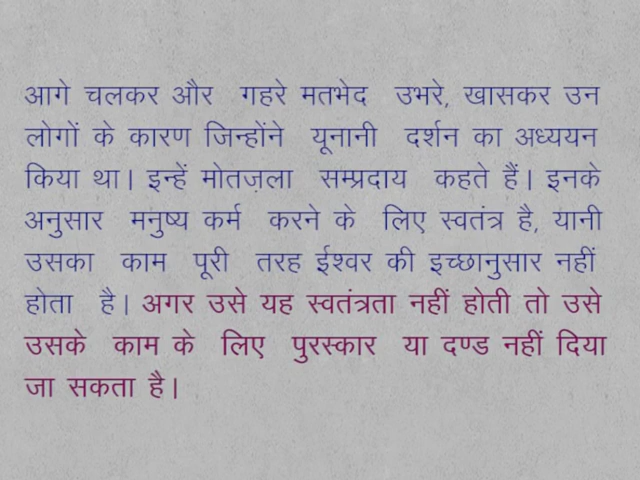 आगे चलकर और गहरे मतभेद उभरे, खासकर उन
लोगों के कारण जिन्होंने यूनानी दर्शन का अध्ययन
किया था। इन्हें मोतज़ला सम्प्रदाय कहते हैं। इनके
अनुसार मनुष्य कर्म करने के लिए स्वतंत्र है, यानी
उसका काम पूरी तरह ईश्वर की इच्छानुसार नहीं
होता है। अगर उसे यह स्वतंत्रता नहीं होती तो उसे
उसके काम के लिए पुरस्कार या दण्ड नहीं दिया
जा सकता है।